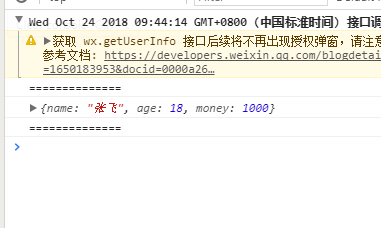 Wed Oct 24 2018 09:44:14 GMT+0800 (中国标准时间) 接口调
获取 wx.getUserInfo 接口后续将不再出现授权弹窗，请注意
参考文档: https://developers.weixin.qq.com/blogdetai
=1650183953&docid=0000a26…
==============
{name: "张飞", age: 18, money: 1000}
==============